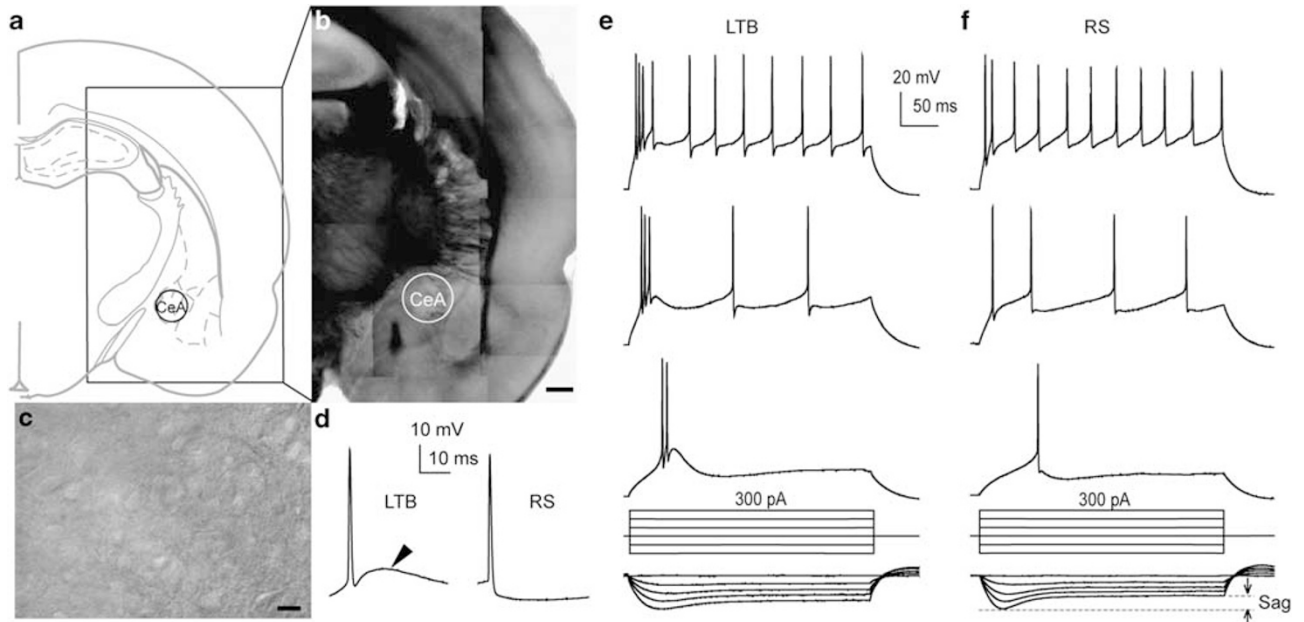 a
CeA
b
CeA
c
d
10 mV
10 ms
LTB
RS
e
LTB
20 mV
50 ms
300 pA
f
RS
300 pA
Sag